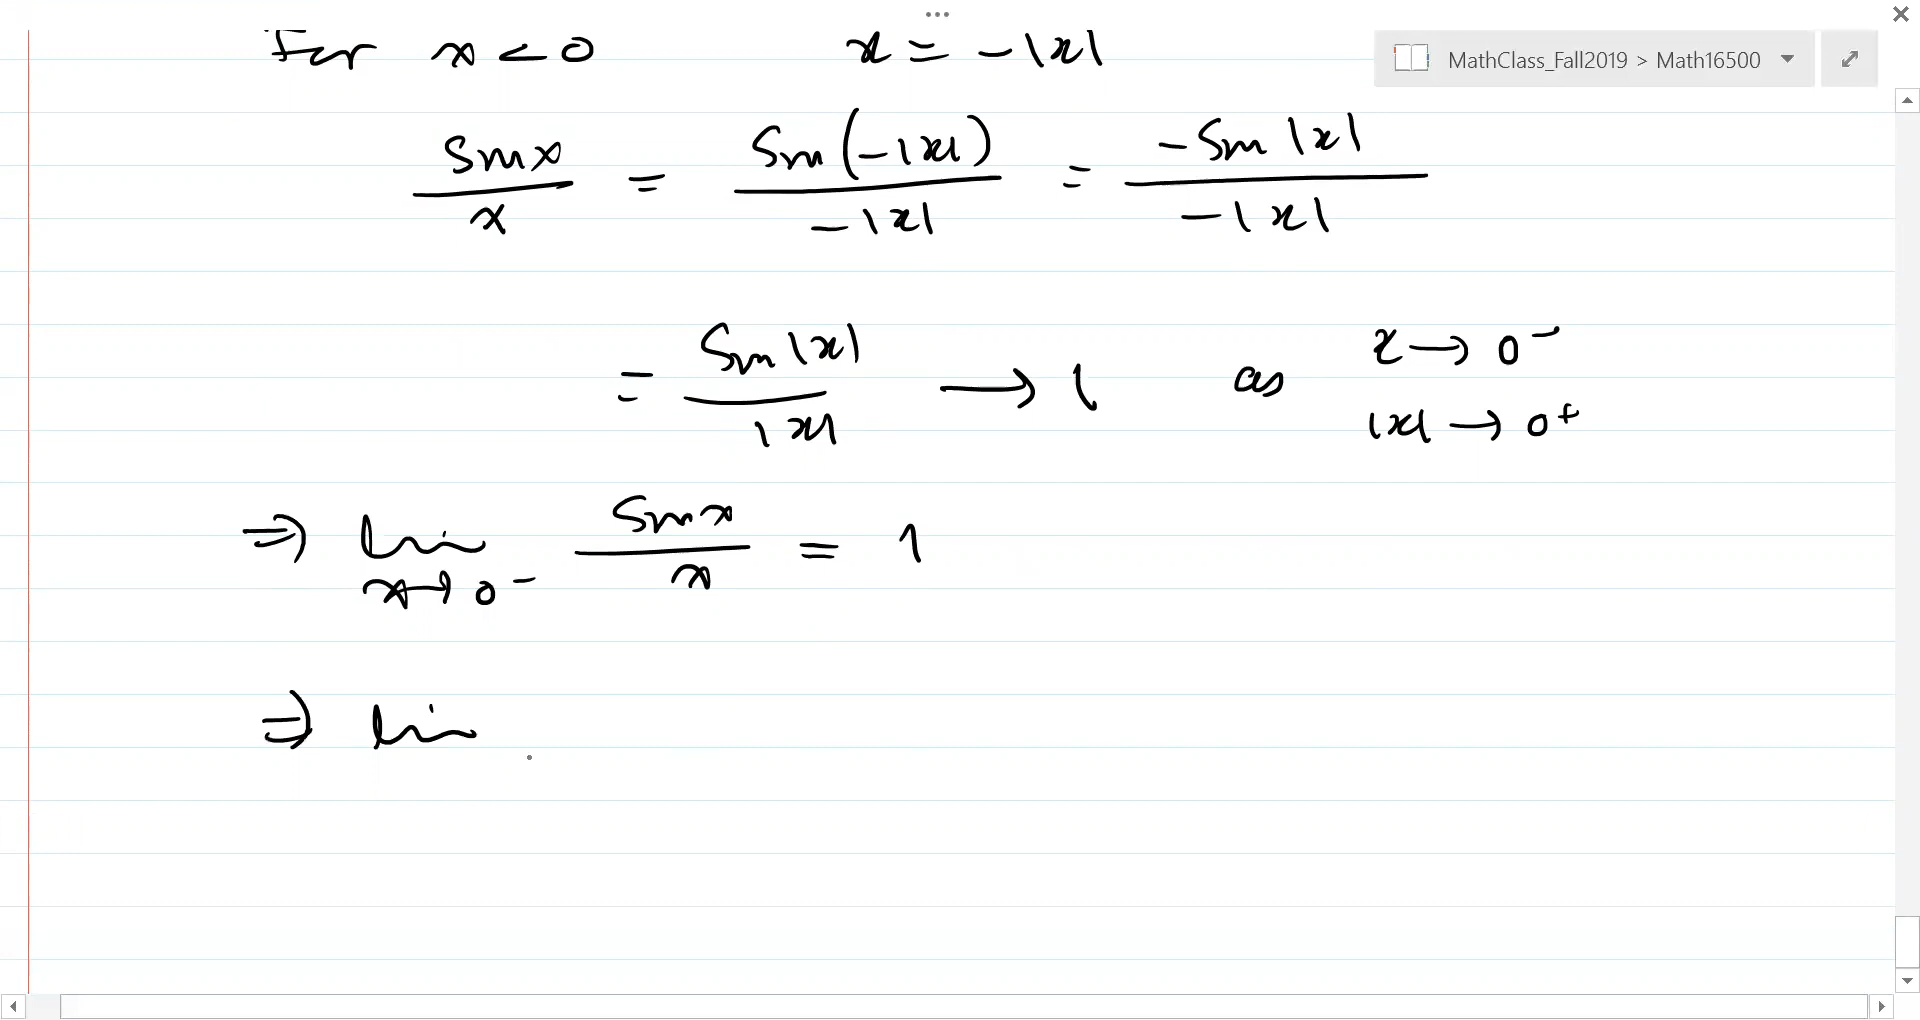 For x < 0 x = -|x|
MathClass_Fall2019 > Math16500
sin x / x = sin(-|x|) / -|x| = -sin|x| / -|x|
= sin|x| / |x| → 1 as x → 0⁻ |x| → 0⁺
⇒ lim x→0⁻ sin x / x = 1
⇒ lim